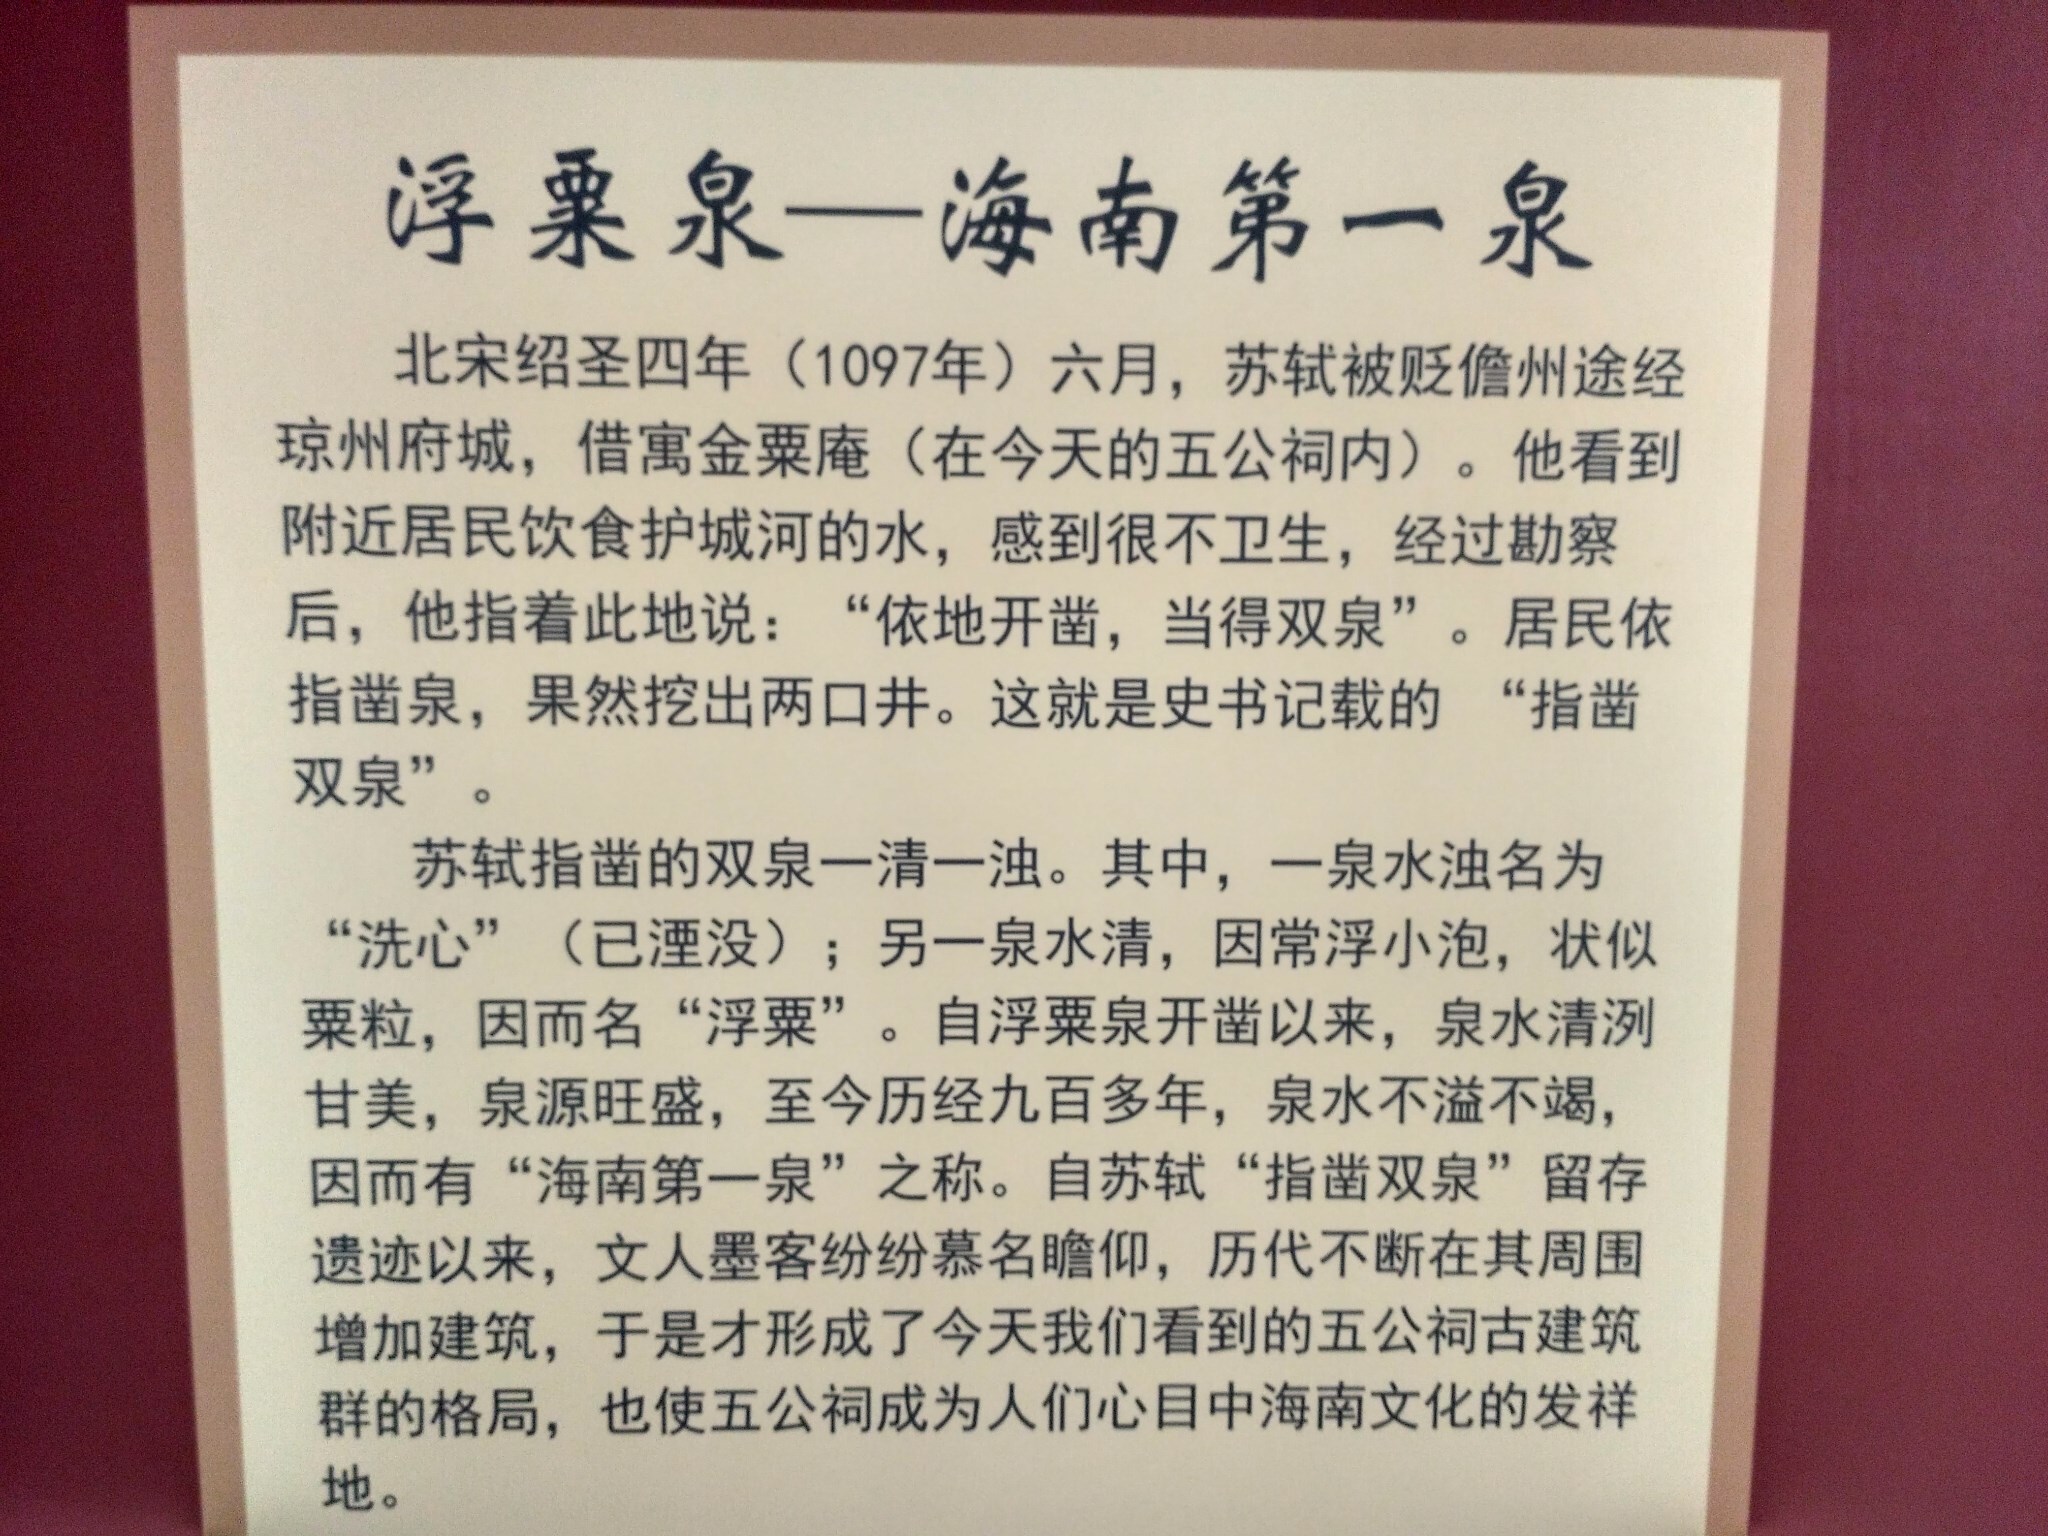 浮粟泉——海南第一泉
北宋绍圣四年（1097年）六月，苏轼被贬儋州途经
琼州府城，借寓金粟庵（在今天的五公祠内）。他看到
附近居民饮食护城河的水，感到很不卫生，经过勘察
后，他指着此地说：“依地开凿，当得双泉”。居民依
指凿泉，果然挖出两口井。这就是史书记载的 “指凿
双泉”。
苏轼指凿的双泉一清一浊。其中，一泉水浊名为
“洗心”（已湮没）；另一泉水清，因常浮小泡，状似
粟粒，因而名“浮粟”。自浮粟泉开凿以来，泉水清洌
甘美，泉源旺盛，至今历经九百多年，泉水不溢不竭，
因而有“海南第一泉”之称。自苏轼“指凿双泉”留存
遗迹以来，文人墨客纷纷慕名瞻仰，历代不断在其周围
增加建筑，于是才形成了今天我们看到的五公祠古建筑
群的格局，也使五公祠成为人们心目中海南文化的发祥
地。